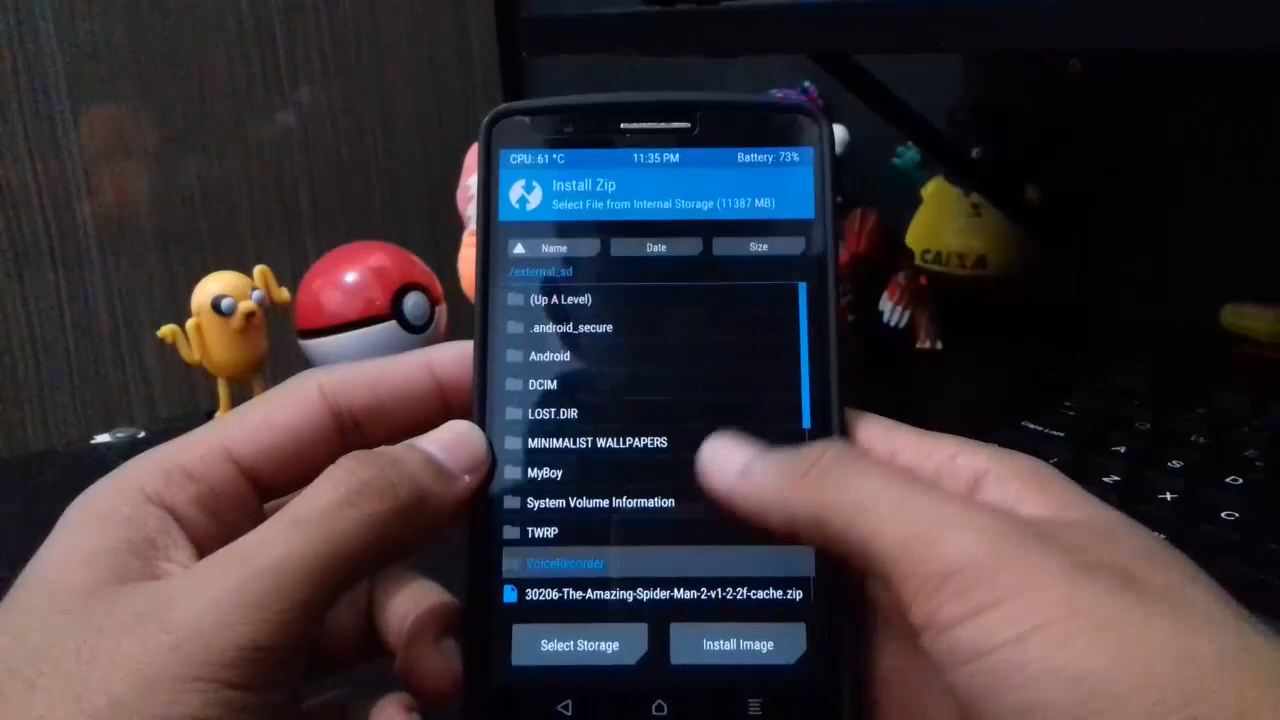 CPU: 61 °C 11:35 PM Battery: 73%
Install Zip
Select File from Internal Storage (11387 MB)
Name Date Size
/external_sd
(Up A Level)
.android_secure
Android
DCIM
LOST.DIR
MINIMALIST WALLPAPERS
MyBoy
System Volume Information
TWRP
VoiceRecorder
30206-The-Amazing-Spider-Man-2-v1-2-2f-cache.zip
Select Storage Install Image
CAIXA
Caps Lock
A S D
Z X C